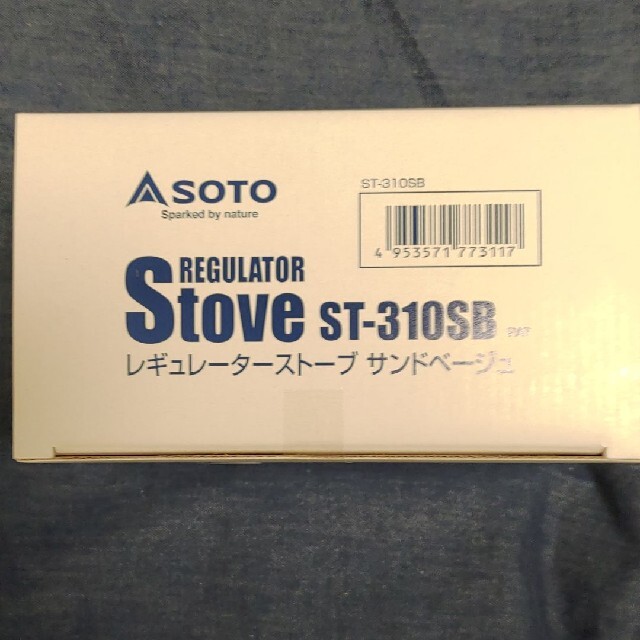 SOTO
Sparked by nature
ST-310SB
4 953571 773117
REGULATOR
Stove ST-310SB PAT
レギュレーターストーブ サンドベージュ